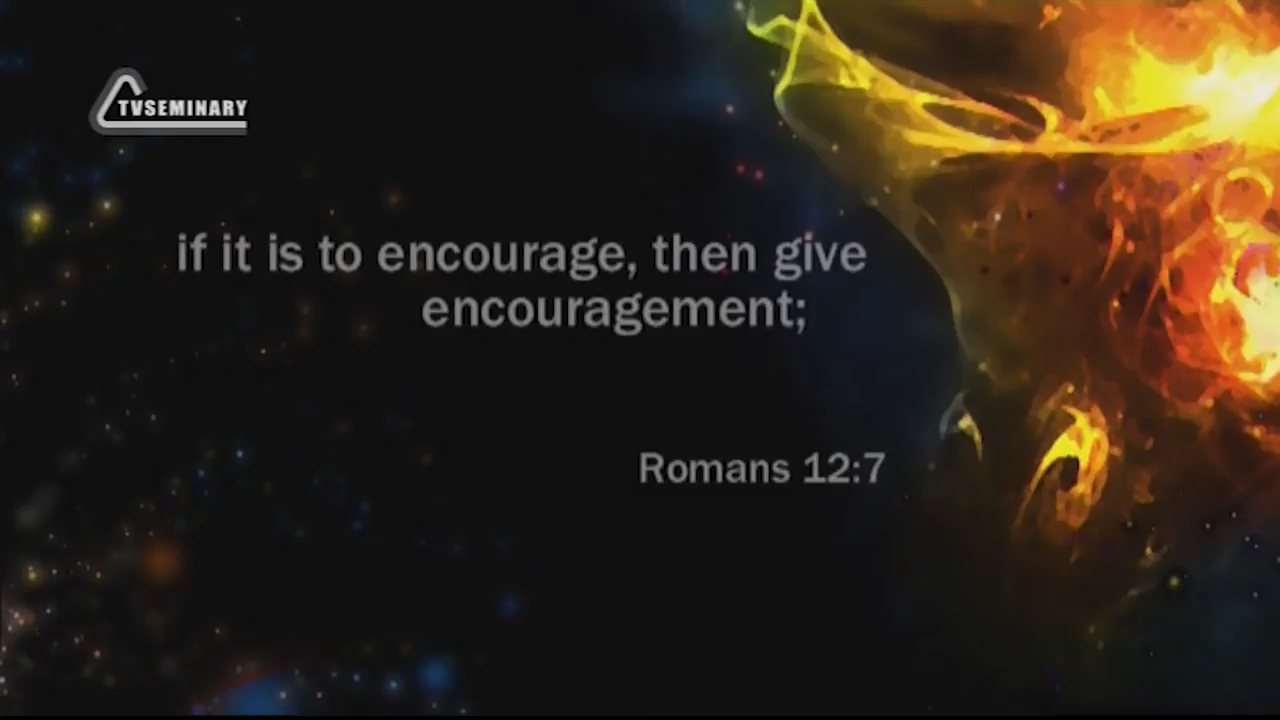 TVSEMINARY
if it is to encourage, then give
encouragement;
Romans 12:7